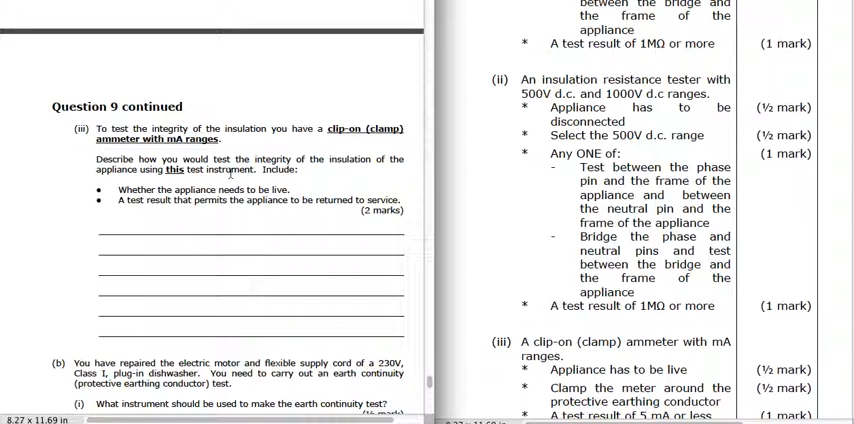 Question 9 continued
(iii) To test the integrity of the insulation you have a clip-on (clamp)
ammeter with mA ranges.
Describe how you would test the integrity of the insulation of the
appliance using this test instrument. Include:
• Whether the appliance needs to be live.
• A test result that permits the appliance to be returned to service.
(2 marks)
(b) You have repaired the electric motor and flexible supply cord of a 230V,
Class I, plug-in dishwasher. You need to carry out an earth continuity
(protective earthing conductor) test.
(i) What instrument should be used to make the earth continuity test?
(½ mark)
8.27 x 11.69 in
between the bridge and
the frame of the
appliance
* A test result of 1MΩ or more (1 mark)
(ii) An insulation resistance tester with
500V d.c. and 1000V d.c ranges.
* Appliance has to be (½ mark)
disconnected
* Select the 500V d.c. range (½ mark)
* Any ONE of: (1 mark)
- Test between the phase
pin and the frame of the
appliance and between
the neutral pin and the
frame of the appliance
- Bridge the phase and
neutral pins and test
between the bridge and
the frame of the
appliance
* A test result of 1MΩ or more (1 mark)
(iii) A clip-on (clamp) ammeter with mA
ranges.
* Appliance has to be live (½ mark)
* Clamp the meter around the (½ mark)
protective earthing conductor
* A test result of 5 mA or less (1 mark)
8.27 x 11.69 in